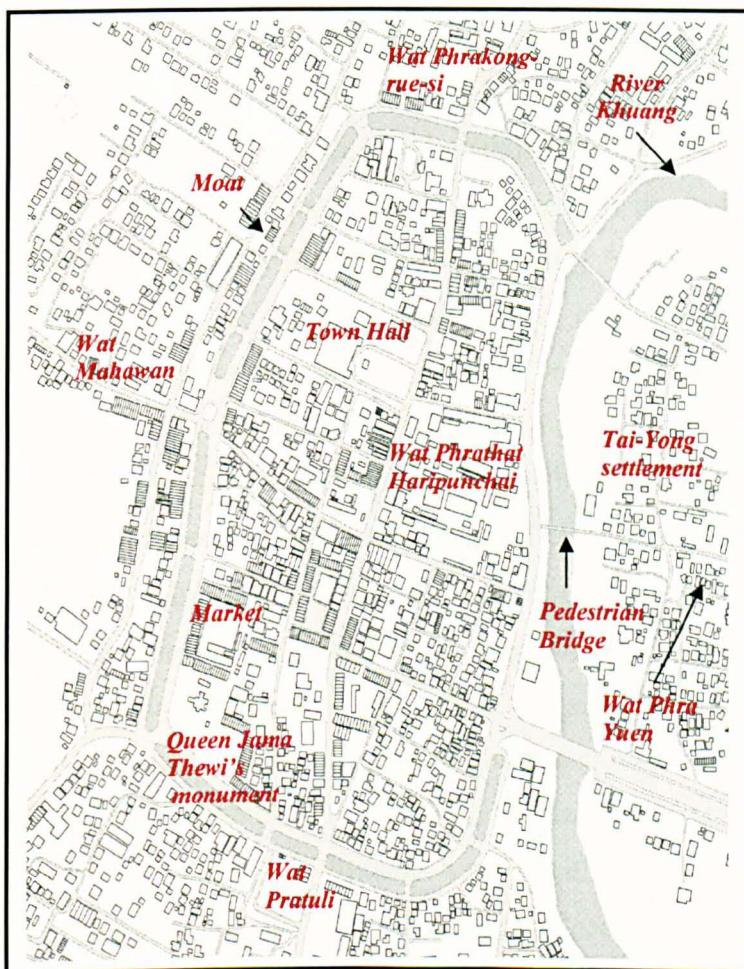 Wat Phrakong-
rue-si
River
Khuang
Moat
Town Hall
Wat
Mahawan
Wat Phrathat
Haripunchai
Tai-Yong
settlement
Market
Pedestrian
Bridge
Wat Phra
Yuen
Queen Jama
Thewi's
monument
Wat
Pratuli